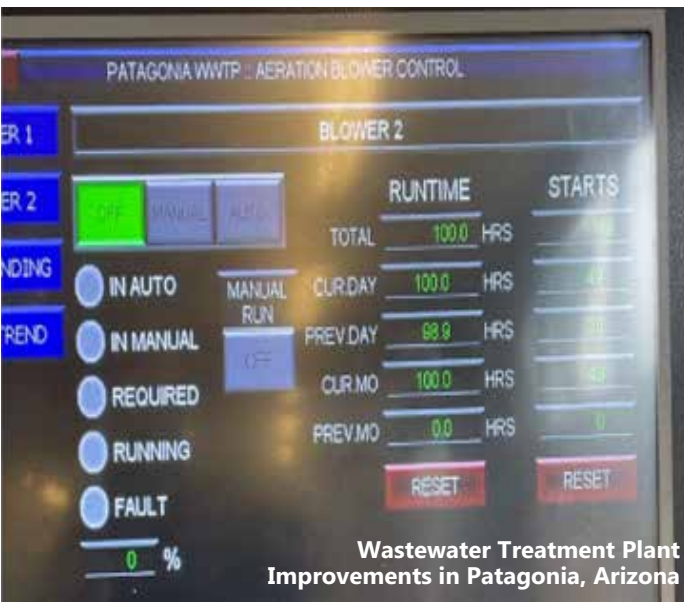 PATAGONIA WWTP :: AERATION BLOWER CONTROL
BLOWER 2
ER 1
ER 2
NDING
TREND
OFF MANUAL AUTO
IN AUTO
IN MANUAL
REQUIRED
RUNNING
FAULT
0 %
MANUAL
RUN
OFF
RUNTIME
TOTAL 100.0 HRS
CUR.DAY 100.0 HRS
PREV.DAY 98.9 HRS
CUR.MO 100.0 HRS
PREV.MO 0.0 HRS
RESET
STARTS
0
RESET
Wastewater Treatment Plant
Improvements in Patagonia, Arizona